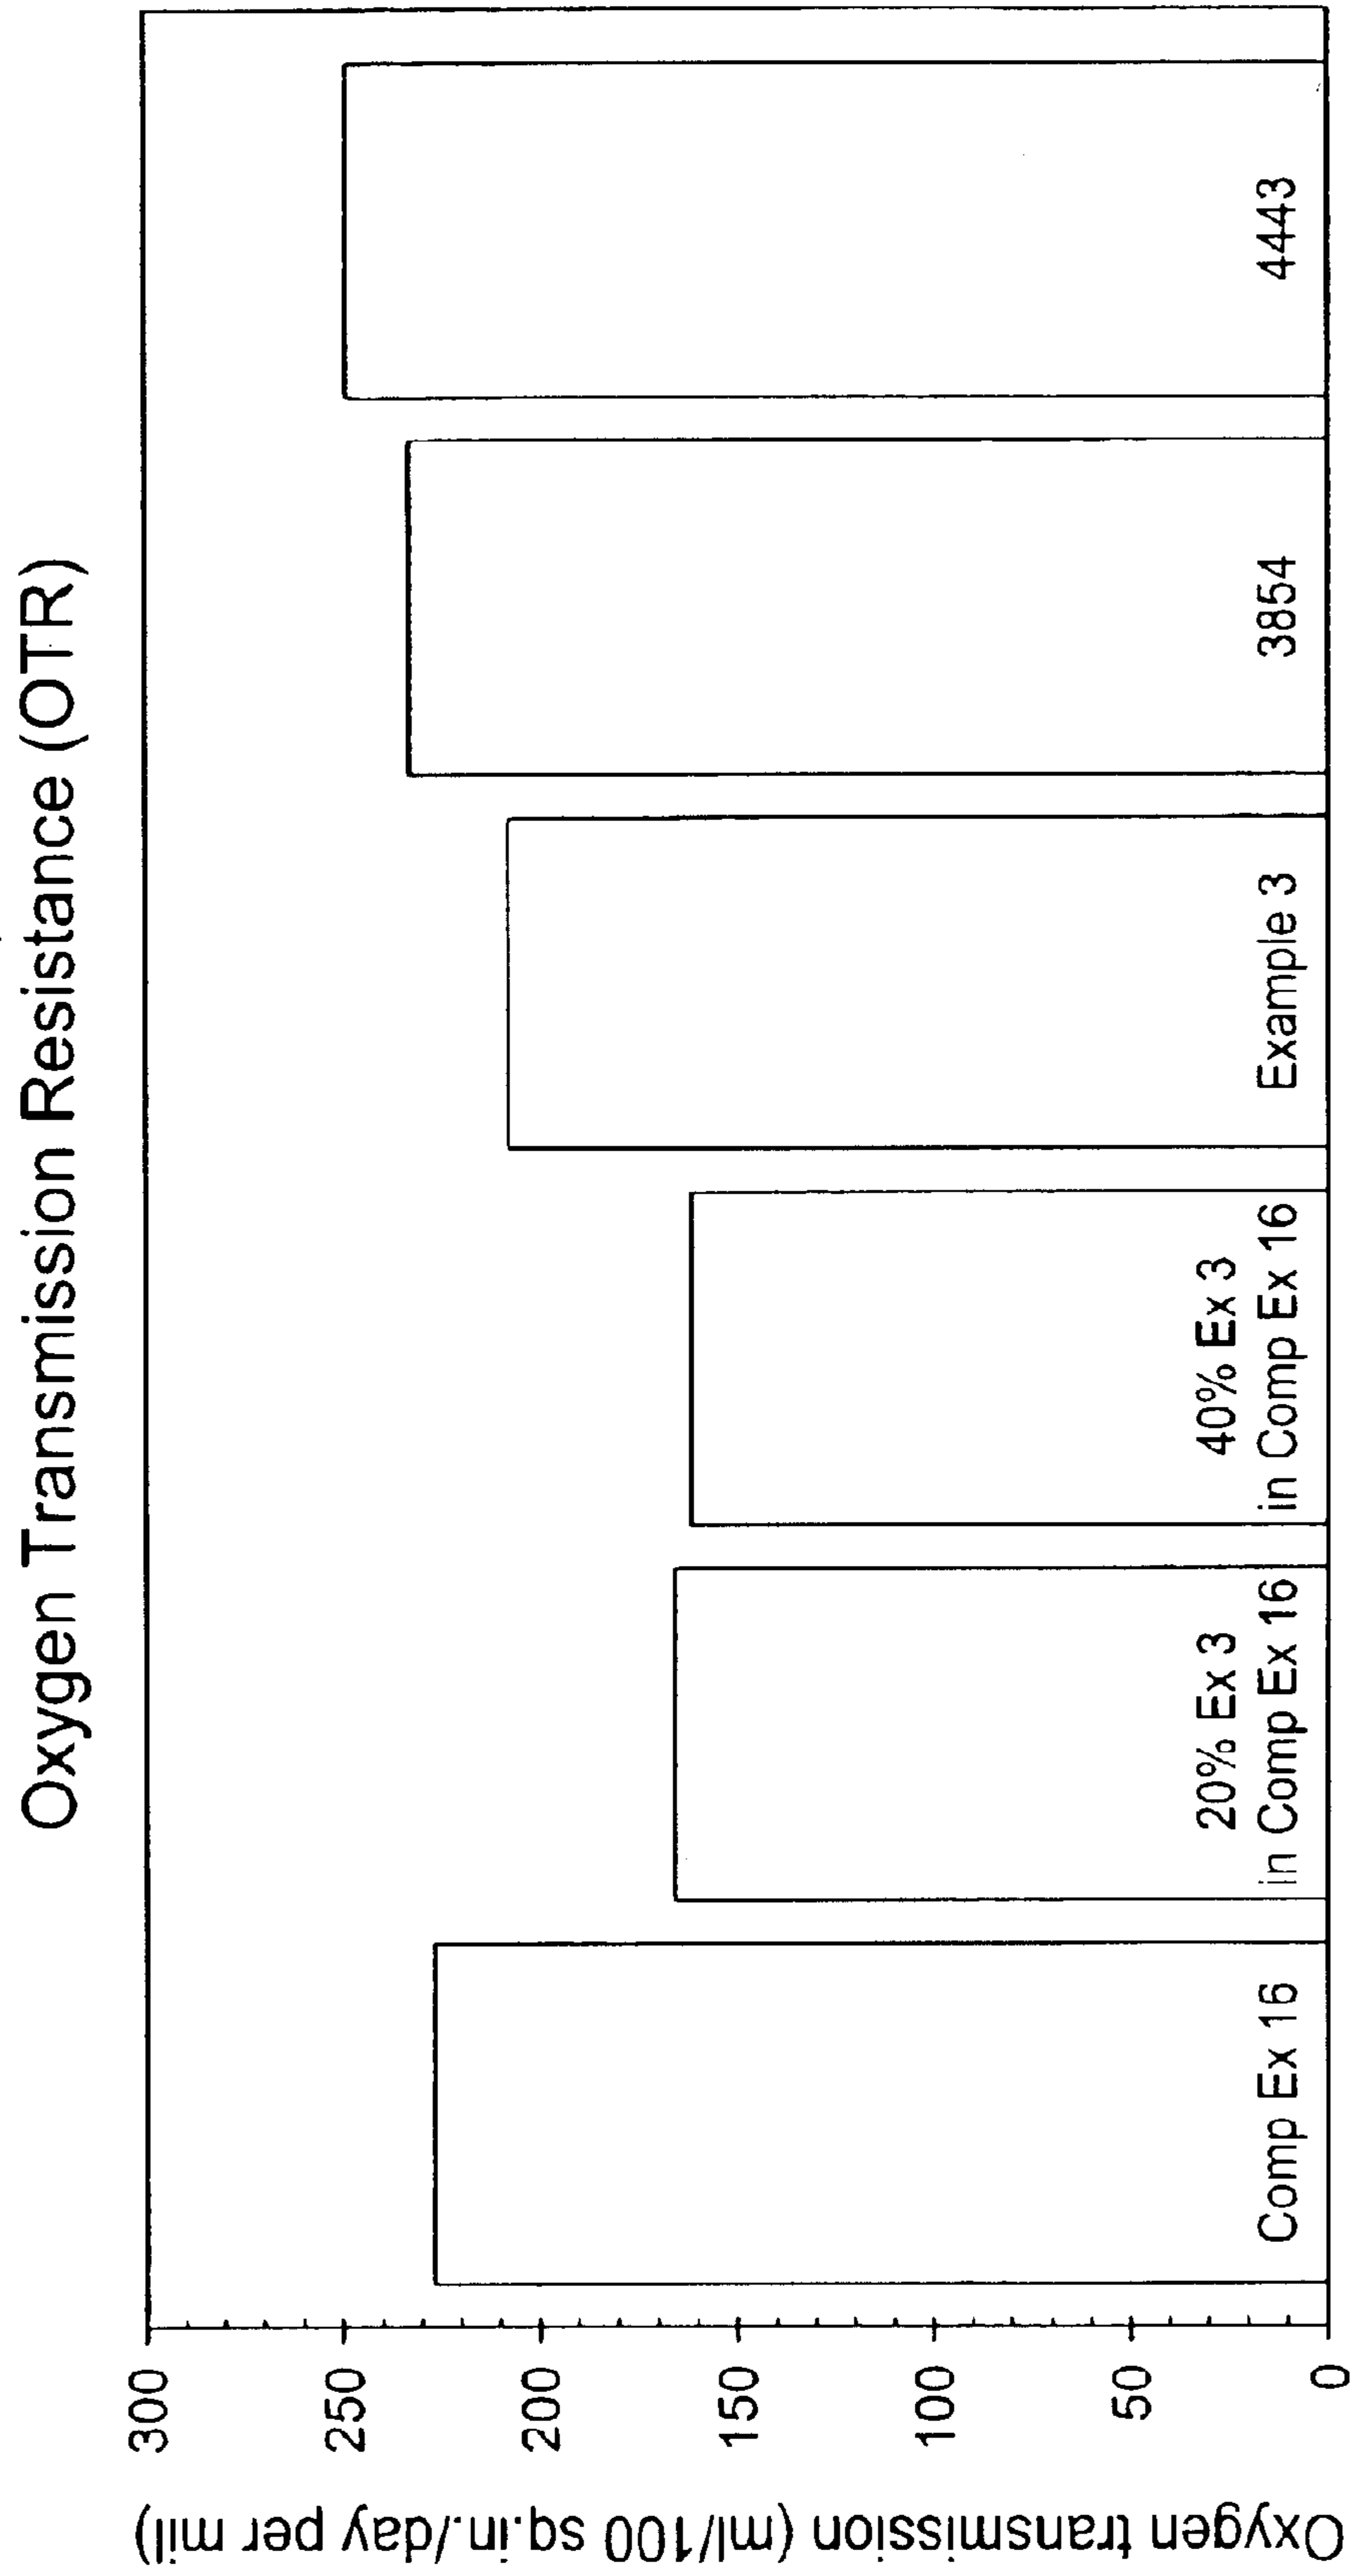 Oxygen Transmission Resistance (OTR)
Oxygen transmission (ml/100 sq.in./day per mil)
300
250
200
150
100
50
0
Comp Ex 16
20% Ex 3
in Comp Ex 16
40% Ex 3
in Comp Ex 16
Example 3
3854
4443